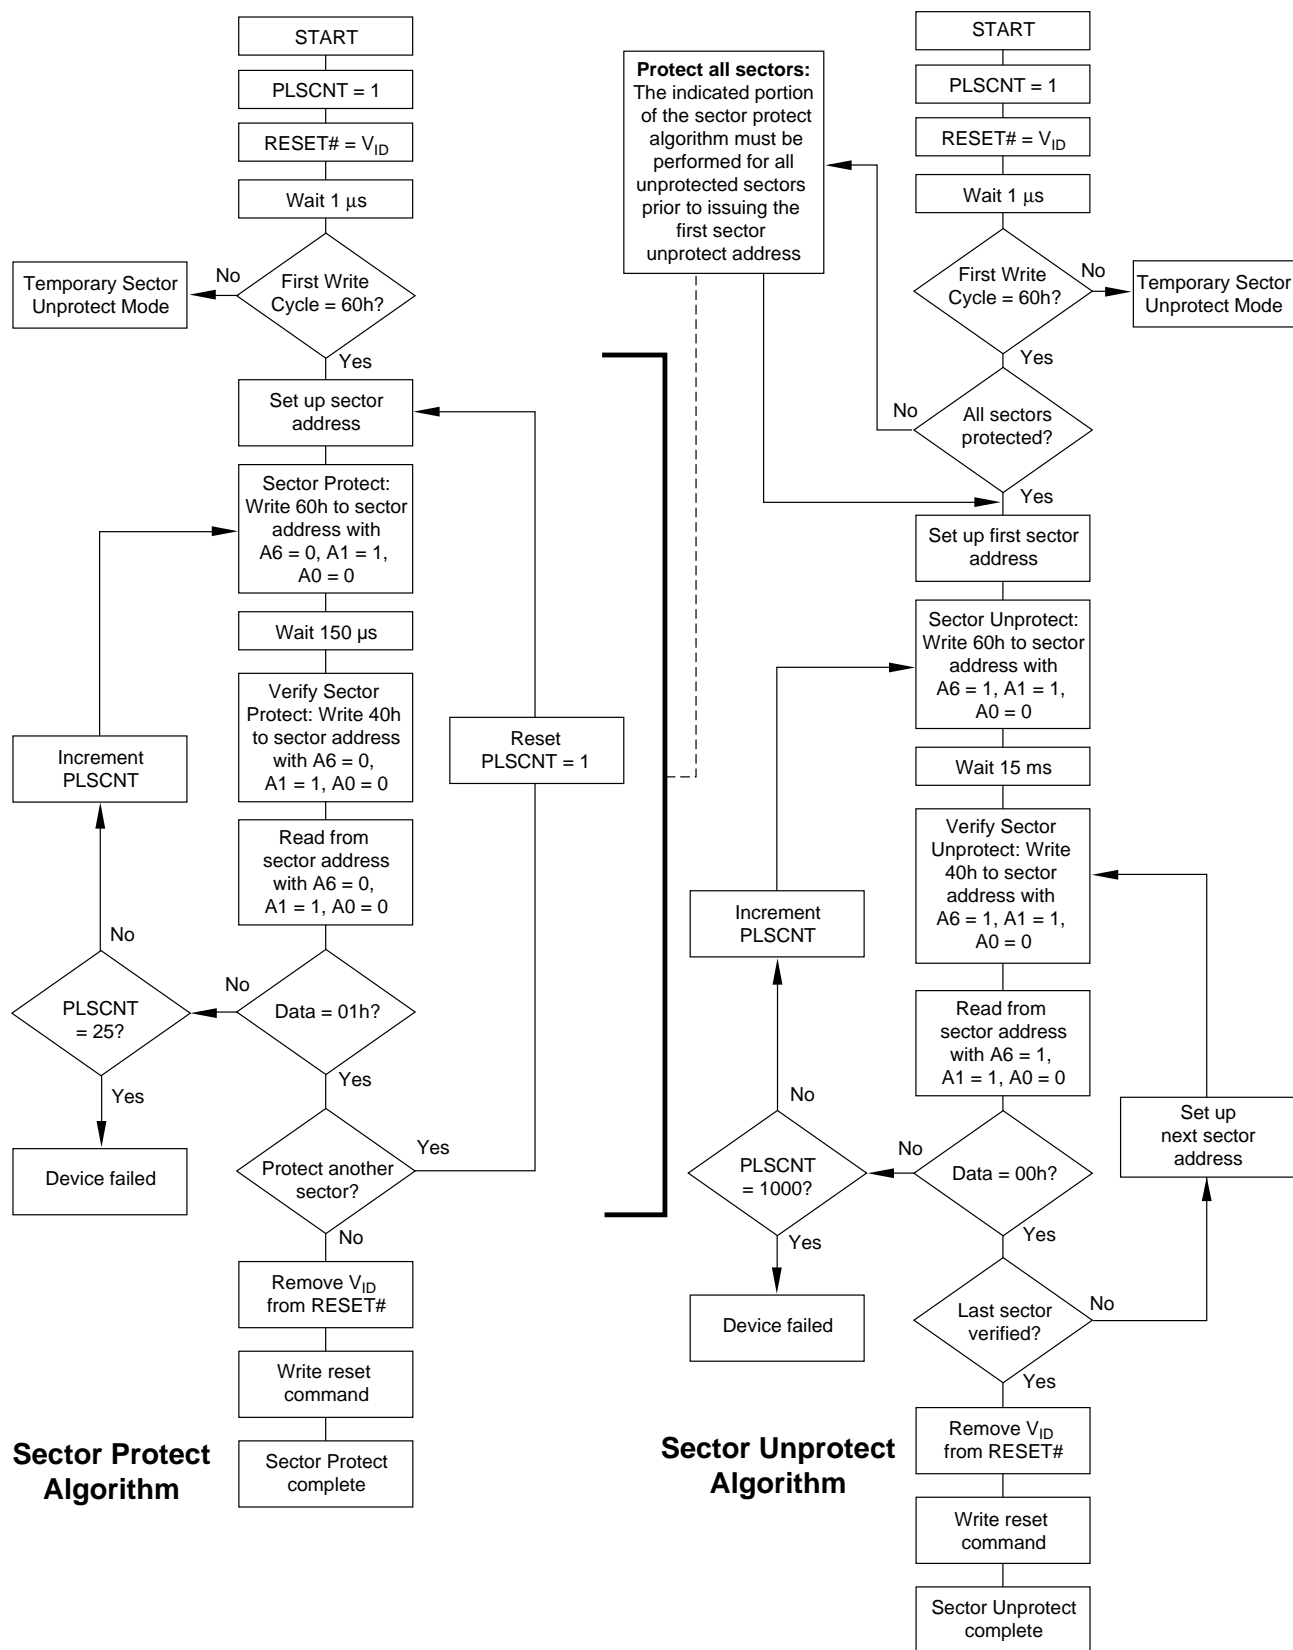 START
PLSCNT = 1
RESET# = VID
Wait 1 μs
No
First Write
Cycle = 60h?
Temporary Sector
Unprotect Mode
Yes
Set up sector
address
Sector Protect:
Write 60h to sector
address with
A6 = 0, A1 = 1,
A0 = 0
Wait 150 µs
Verify Sector
Protect: Write 40h
to sector address
with A6 = 0,
A1 = 1, A0 = 0
Increment
PLSCNT
Reset
PLSCNT = 1
Read from
sector address
with A6 = 0,
A1 = 1, A0 = 0
No
No
PLSCNT
= 25?
Data = 01h?
Yes
Yes
Device failed
Yes
Protect another
sector?
No
Remove VID
from RESET#
Write reset
command
Sector Protect
complete
Sector Protect
Algorithm
Protect all sectors:
The indicated portion
of the sector protect
algorithm must be
performed for all
unprotected sectors
prior to issuing the
first sector
unprotect address
START
PLSCNT = 1
RESET# = VID
Wait 1 μs
First Write
Cycle = 60h?
No
Temporary Sector
Unprotect Mode
Yes
No
All sectors
protected?
Yes
Set up first sector
address
Sector Unprotect:
Write 60h to sector
address with
A6 = 1, A1 = 1,
A0 = 0
Wait 15 ms
Verify Sector
Unprotect: Write
40h to sector
address with
A6 = 1, A1 = 1,
A0 = 0
Increment
PLSCNT
Read from
sector address
with A6 = 1,
A1 = 1, A0 = 0
No
No
PLSCNT
= 1000?
Data = 00h?
Set up
next sector
address
Yes
Yes
Device failed
Last sector
verified?
No
Yes
Remove VID
from RESET#
Write reset
command
Sector Unprotect
complete
Sector Unprotect
Algorithm